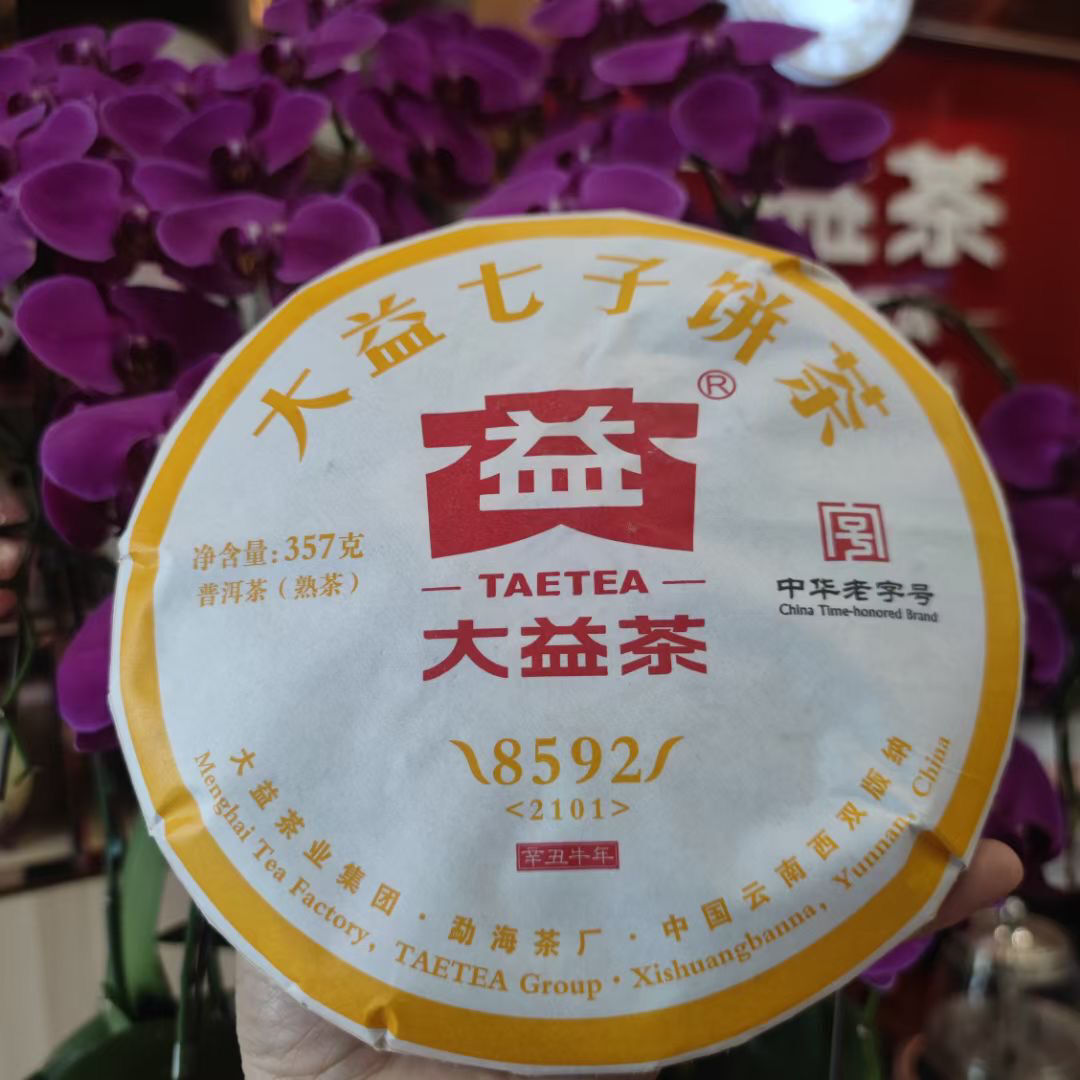 大益七子饼茶
益
®
TAETEA
大益茶
净含量:357克
普洱茶(熟茶)
中华老字号
China Time-honored Brand
8592
<2101>
辛丑牛年
大益茶业集团·勐海茶厂·中国云南西双版纳
Menghai Tea Factory, TAETEA Group·Xishuangbanna, Yunnan, China
益茶